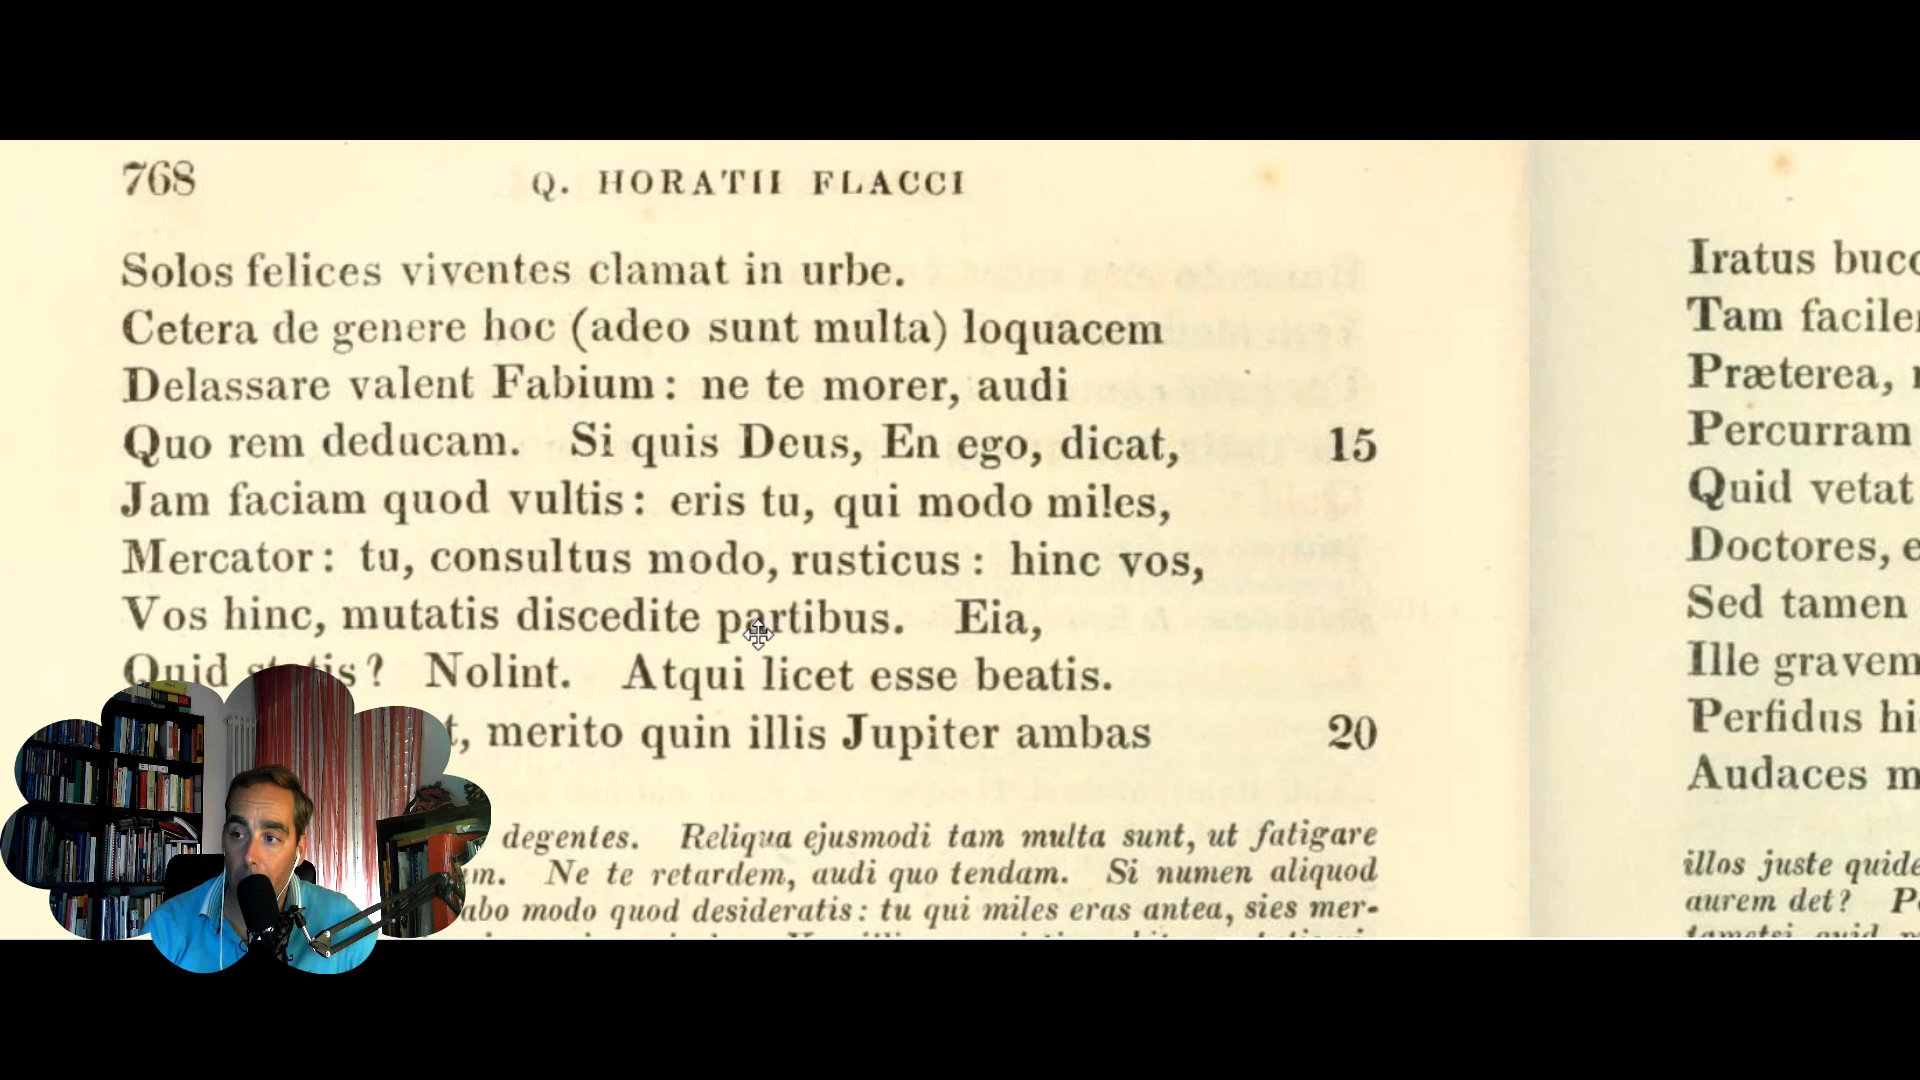 768
Q. HORATII FLACCI
Solos felices viventes clamat in urbe.
Cetera de genere hoc (adeo sunt multa) loquacem
Delassare valent Fabium : ne te morer, audi
Quo rem deducam. Si quis Deus, En ego, dicat, 15
Jam faciam quod vultis : eris tu, qui modo miles,
Mercator : tu, consultus modo, rusticus : hinc vos,
Vos hinc, mutatis discedite partibus. Eia,
Quid statis? Nolint. Atqui licet esse beatis.
merito quin illis Jupiter ambas 20
degentes. Reliqua ejusmodi tam multa sunt, ut fatigare
Ne te retardem, audi quo tendam. Si numen aliquod
modo quod desideratis : tu qui miles eras antea, sies mer-
Iratus
Tam
Præterea,
Percurram
Quid vetat
Doctores,
Sed tamen
Ille gravem
Perfidus
Audaces
illos juste
aurem det?